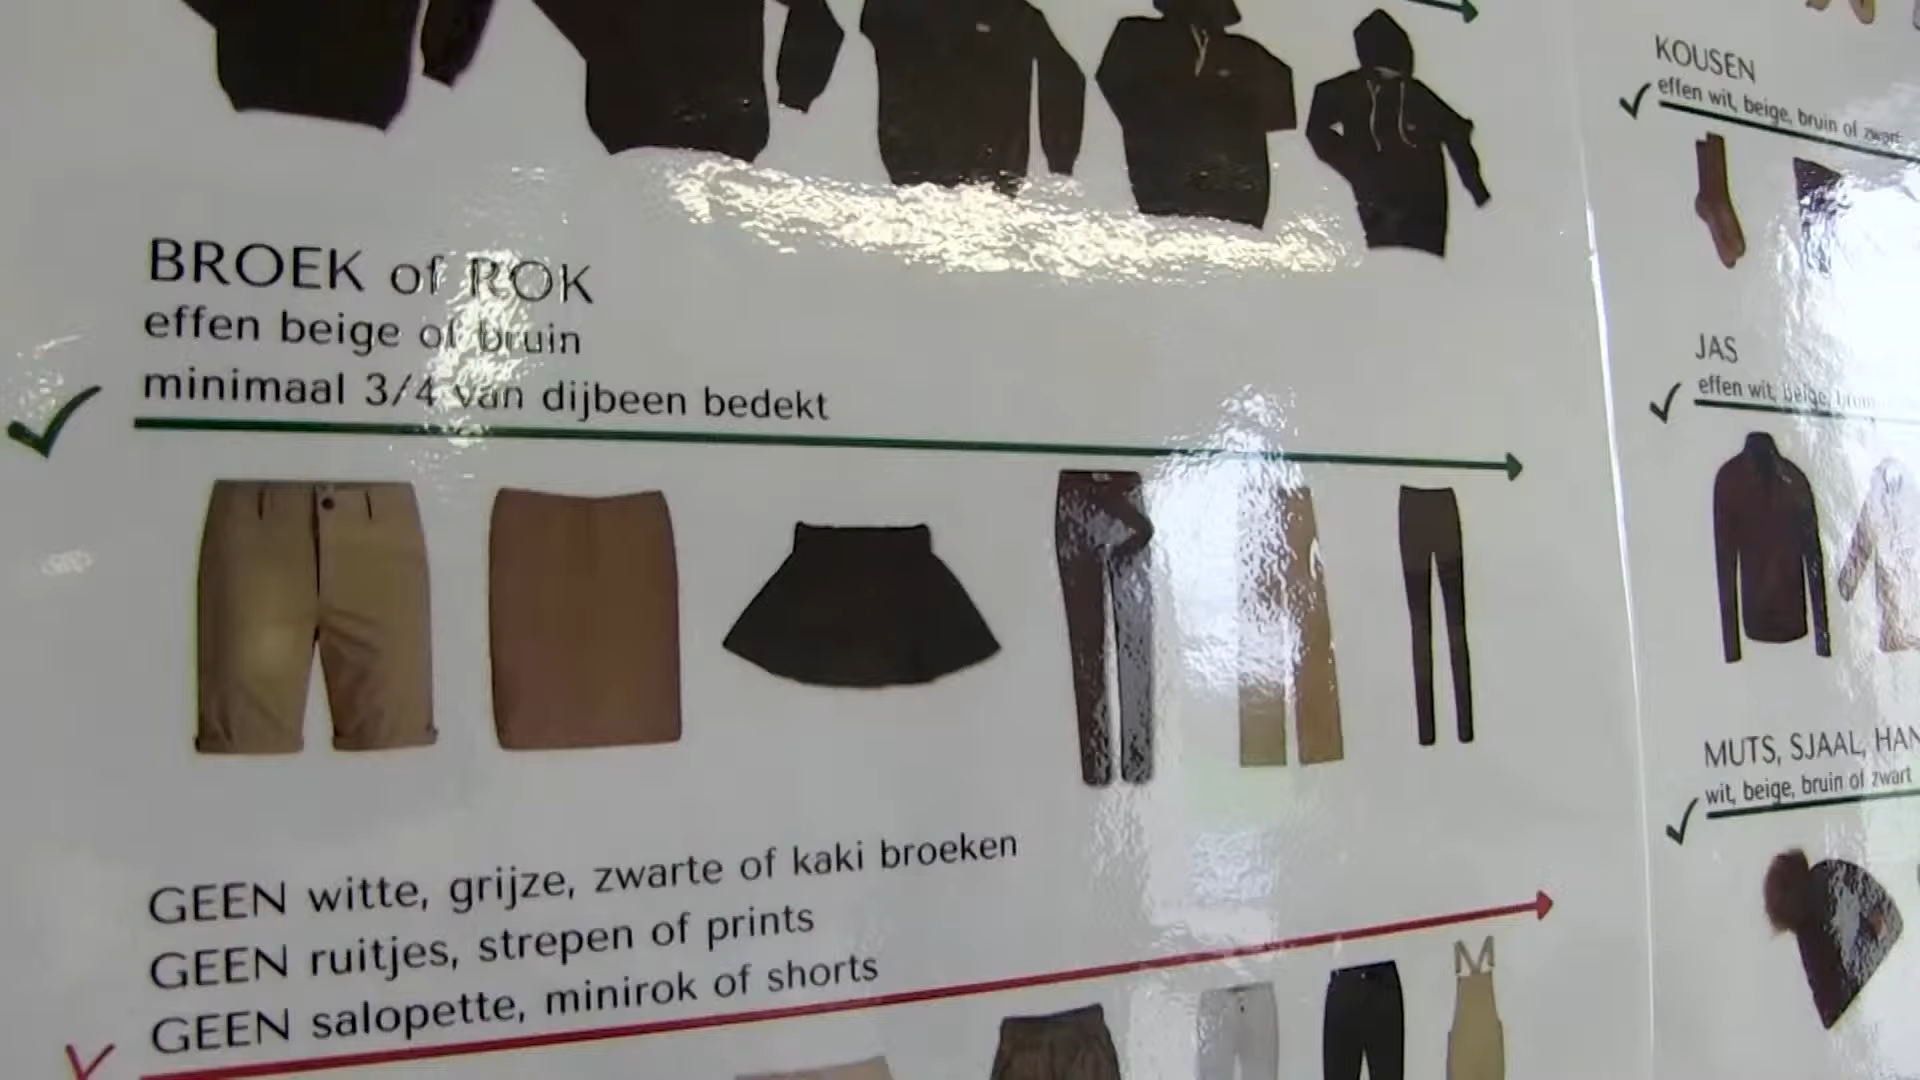 BROEK of ROK
effen beige of bruin
minimaal 3/4 van dijbeen bedekt
GEEN witte, grijze, zwarte of kaki broeken
GEEN ruitjes, strepen of prints
GEEN salopette, minirok of shorts
KOUSEN
effen wit, beige, bruin of zwart
JAS
effen wit, beige, bruin
MUTS, SJAAL,
wit, beige, bruin of zwart